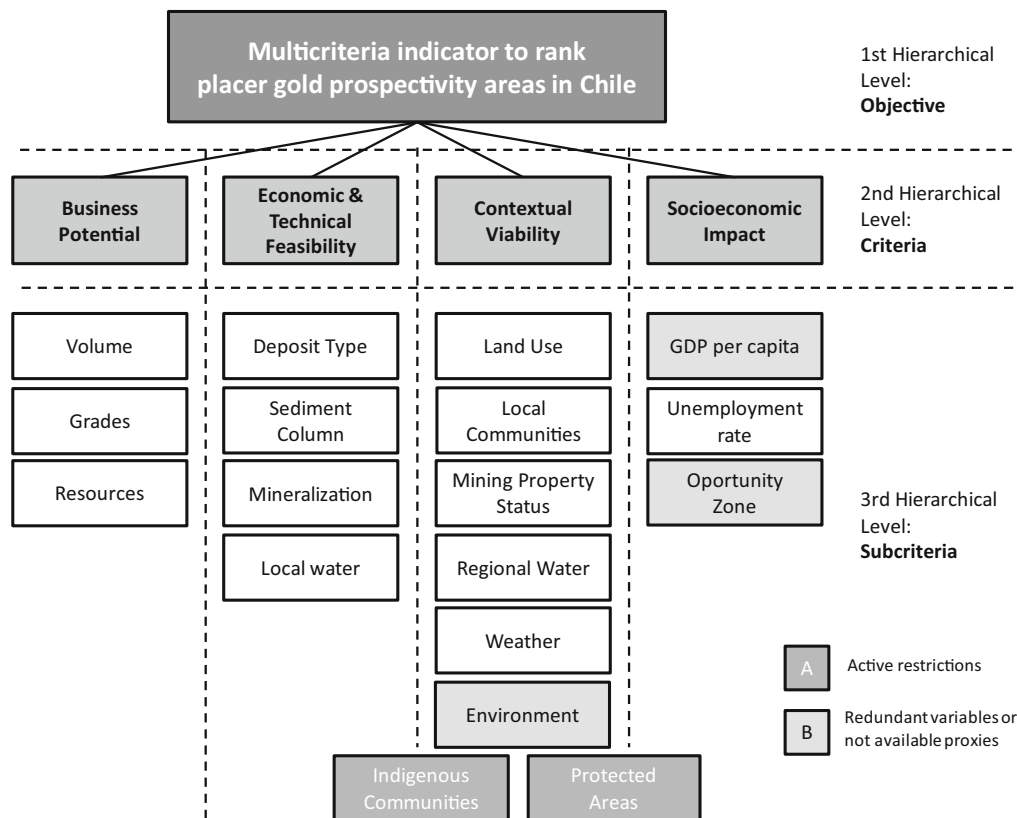 Multicriteria indicator to rank
placer gold prospectivity areas in Chile
1st Hierarchical
Level:
Objective
Business
Potential
Economic &
Technical
Feasibility
Contextual
Viability
Socioeconomic
Impact
2nd Hierarchical
Level:
Criteria
Volume
Grades
Resources
Deposit Type
Sediment
Column
Mineralization
Local water
Land Use
Local
Communities
Mining Property
Status
Regional Water
Weather
Environment
Indigenous
Communities
Protected
Areas
GDP per capita
Unemployment
rate
Oportunity
Zone
3rd Hierarchical
Level:
Subcriteria
A
Active restrictions
B
Redundant variables or
not available proxies